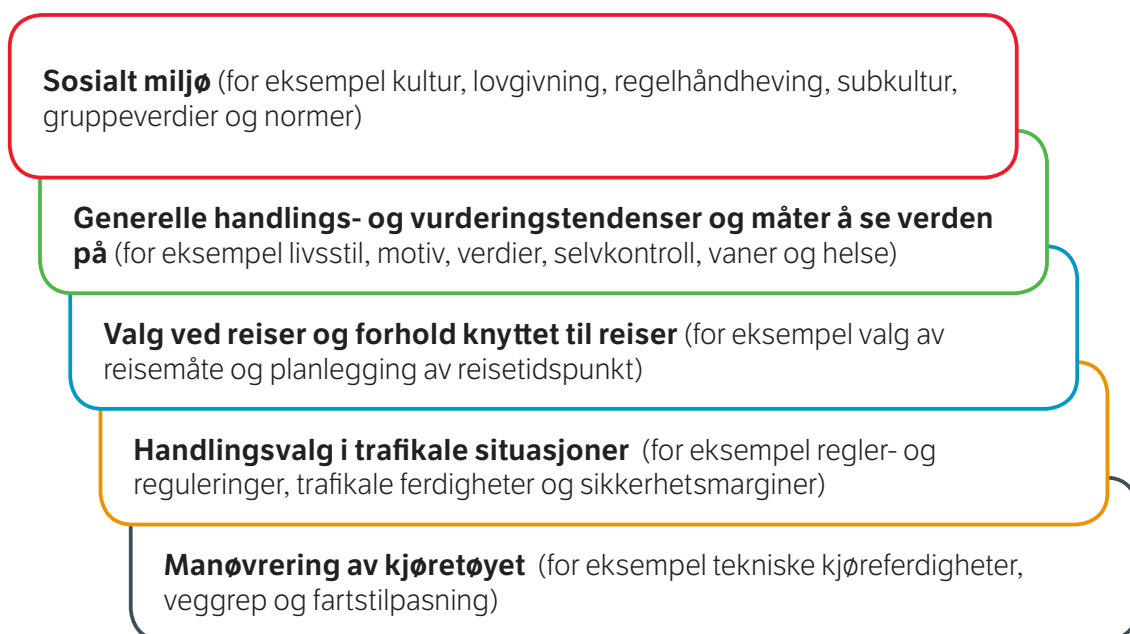 Sosialt miljø (for eksempel kultur, lovgivning, regelhåndheving, subkultur,
gruppeverdier og normer)
Generelle handlings- og vurderingstendenser og måter å se verden
på (for eksempel livsstil, motiv, verdier, selvkontroll, vaner og helse)
Valg ved reiser og forhold knyttet til reiser (for eksempel valg av
reisemåte og planlegging av reisetidspunkt)
Handlingsvalg i trafikale situasjoner (for eksempel regler- og
reguleringer, trafikale ferdigheter og sikkerhetsmarginer)
Manøvrering av kjøretøyet (for eksempel tekniske kjøreferdigheter,
veggrep og fartstilpasning)